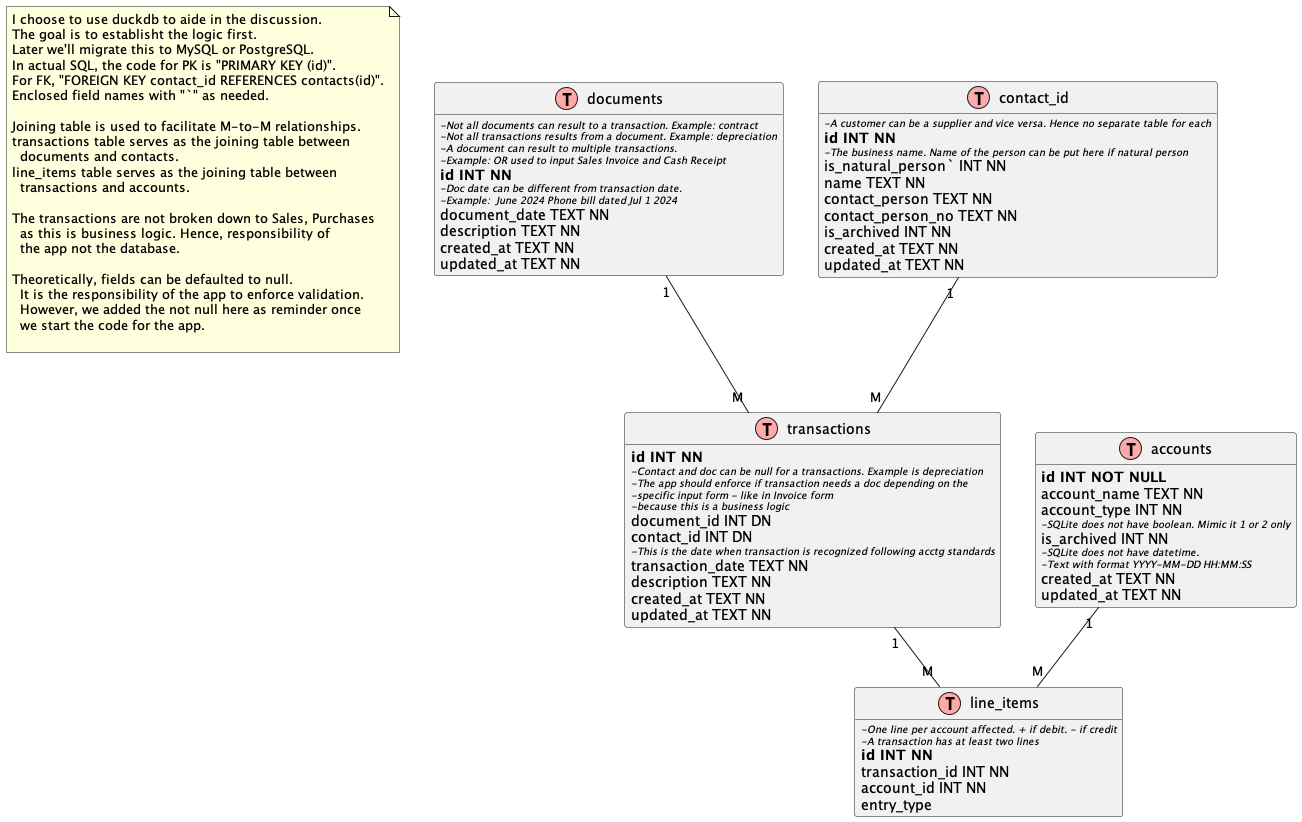 I choose to use duckdb to aide in the discussion.
The goal is to establisht the logic first.
Later we'll migrate this to MySQL or PostgreSQL.
In actual SQL, the code for PK is "PRIMARY KEY (id)".
For FK, "FOREIGN KEY contact_id REFERENCES contacts(id)".
Enclosed field names with "`" as needed.

Joining table is used to facilitate M-to-M relationships.
transactions table serves as the joining table between
documents and contacts.
line_items table serves as the joining table between
transactions and accounts.

The transactions are not broken down to Sales, Purchases
as this is business logic. Hence, responsibility of
the app not the database.

Theoretically, fields can be defaulted to null.
It is the responsibility of the app to enforce validation.
However, we added the not null here as reminder once
we start the code for the app.

T documents
-Not all documents can result to a transaction. Example: contract
-Not all transactions results from a document. Example: depreciation
-A document can result to multiple transactions.
-Example: OR used to input Sales Invoice and Cash Receipt
id INT NN
-Doc date can be different from transaction date.
-Example: June 2024 Phone bill dated Jul 1 2024
document_date TEXT NN
description TEXT NN
created_at TEXT NN
updated_at TEXT NN

T contact_id
-A customer can be a supplier and vice versa. Hence no separate table for each
id INT NN
-The business name. Name of the person can be put here if natural person
is_natural_person` INT NN
name TEXT NN
contact_person TEXT NN
contact_person_no TEXT NN
is_archived INT NN
created_at TEXT NN
updated_at TEXT NN

1
1
M
M

T transactions
id INT NN
-Contact and doc can be null for a transactions. Example is depreciation
-The app should enforce if transaction needs a doc depending on the
-specific input form - like in Invoice form
-because this is a business logic
document_id INT DN
contact_id INT DN
-This is the date when transaction is recognized following acctg standards
transaction_date TEXT NN
description TEXT NN
created_at TEXT NN
updated_at TEXT NN

T accounts
id INT NOT NULL
account_name TEXT NN
account_type INT NN
-SQLite does not have boolean. Mimic it 1 or 2 only
is_archived INT NN
-SQLite does not have datetime.
-Text with format YYYY-MM-DD HH:MM:SS
created_at TEXT NN
updated_at TEXT NN

1
1
M
M

T line_items
-One line per account affected. + if debit. - if credit
-A transaction has at least two lines
id INT NN
transaction_id INT NN
account_id INT NN
entry_type